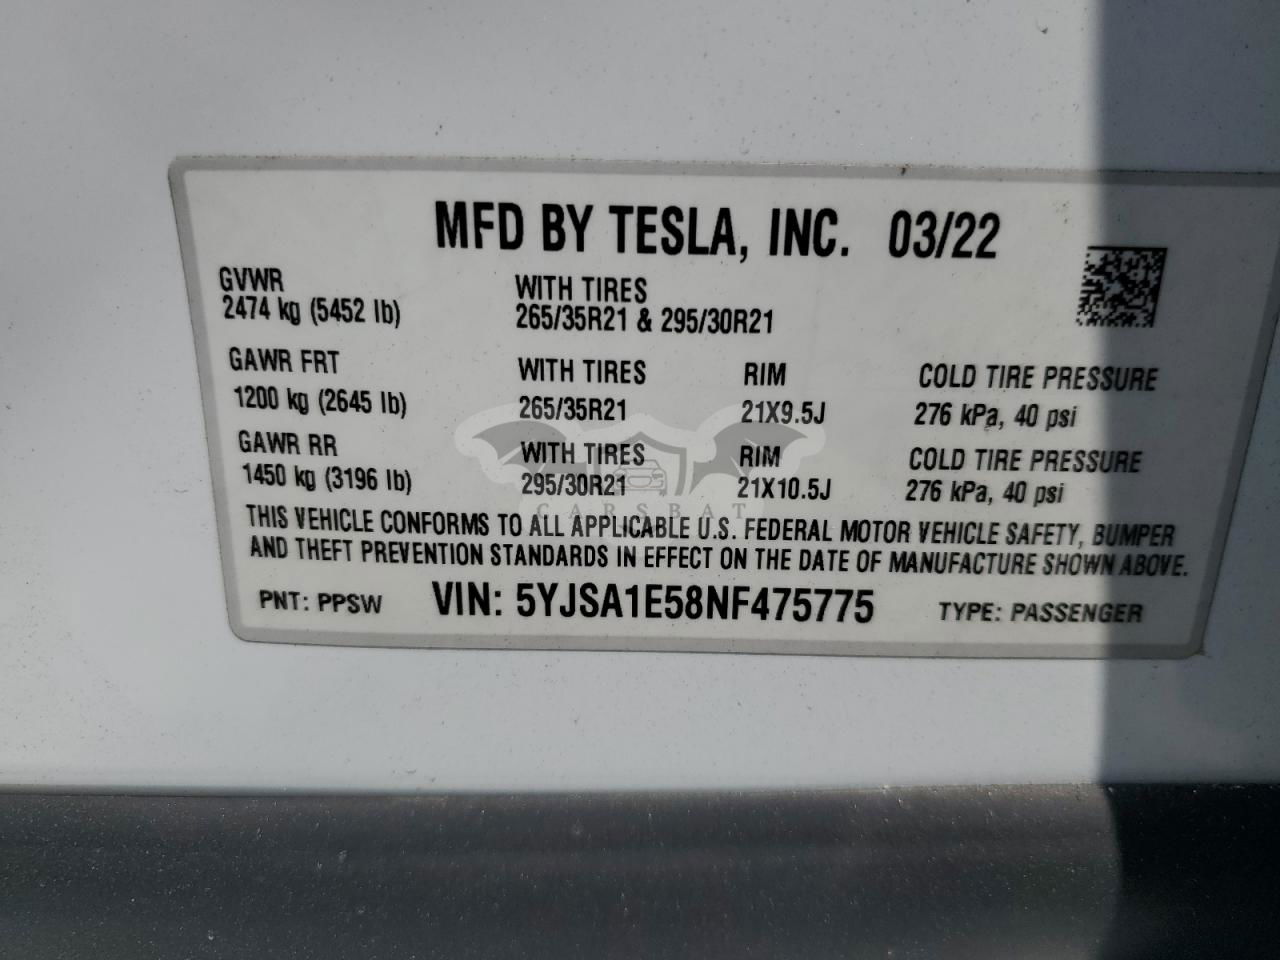 MFD BY TESLA, INC. 03/22
GVWR WITH TIRES
2474 kg (5452 lb) 265/35R21 & 295/30R21
GAWR FRT WITH TIRES RIM COLD TIRE PRESSURE
1200 kg (2645 lb) 265/35R21 21X9.5J 276 kPa, 40 psi
GAWR RR WITH TIRES RIM COLD TIRE PRESSURE
1450 kg (3196 lb) 295/30R21 21X10.5J 276 kPa, 40 psi
CARSBAT
THIS VEHICLE CONFORMS TO ALL APPLICABLE U.S. FEDERAL MOTOR VEHICLE SAFETY, BUMPER
AND THEFT PREVENTION STANDARDS IN EFFECT ON THE DATE OF MANUFACTURE SHOWN ABOVE.
PNT: PPSW VIN: 5YJSA1E58NF475775 TYPE: PASSENGER